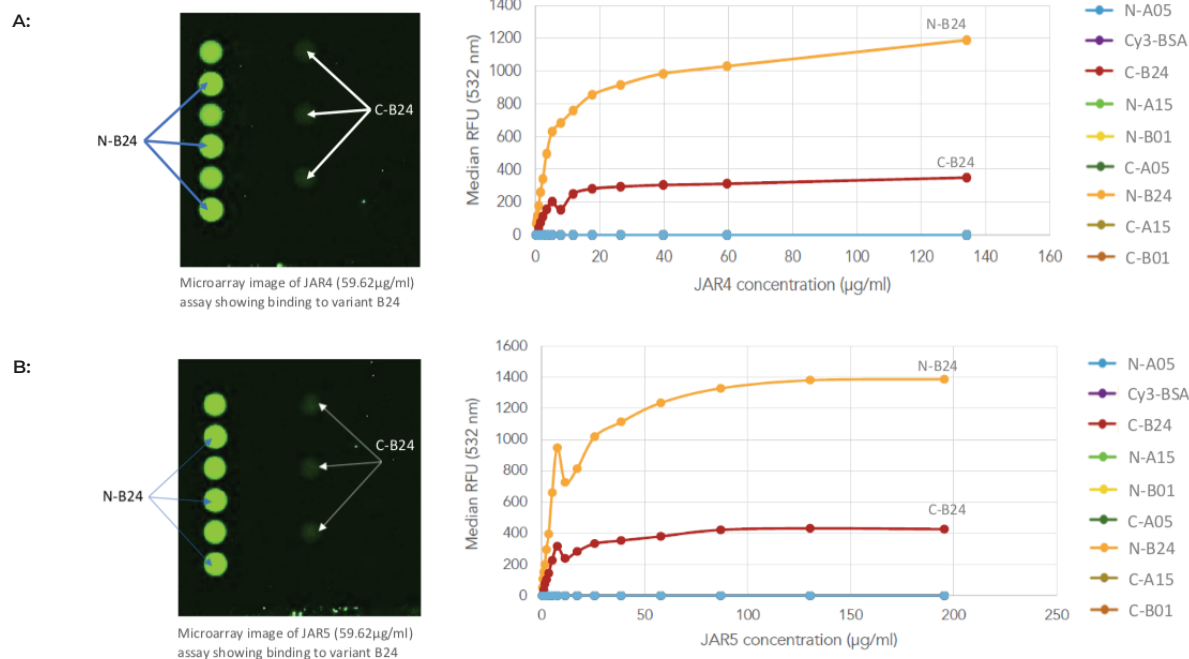 A:
N-B24
C-B24
Microarray image of JAR4 (59.62µg/ml)
assay showing binding to variant B24
Median RFU (532 nm)
1400
1200
1000
800
600
400
200
0
N-B24
C-B24
0 20 40 60 80 100 120 140 160
JAR4 concentration (µg/ml)
N-A05
Cy3-BSA
C-B24
N-A15
N-B01
C-A05
N-B24
C-A15
C-B01
B:
N-B24
C-B24
Microarray image of JAR5 (59.62µg/ml)
assay showing binding to variant B24
Median RFU (532 nm)
1600
1400
1200
1000
800
600
400
200
0
N-B24
C-B24
0 50 100 150 200 250
JAR5 concentration (µg/ml)
N-A05
Cy3-BSA
C-B24
N-A15
N-B01
C-A05
N-B24
C-A15
C-B01